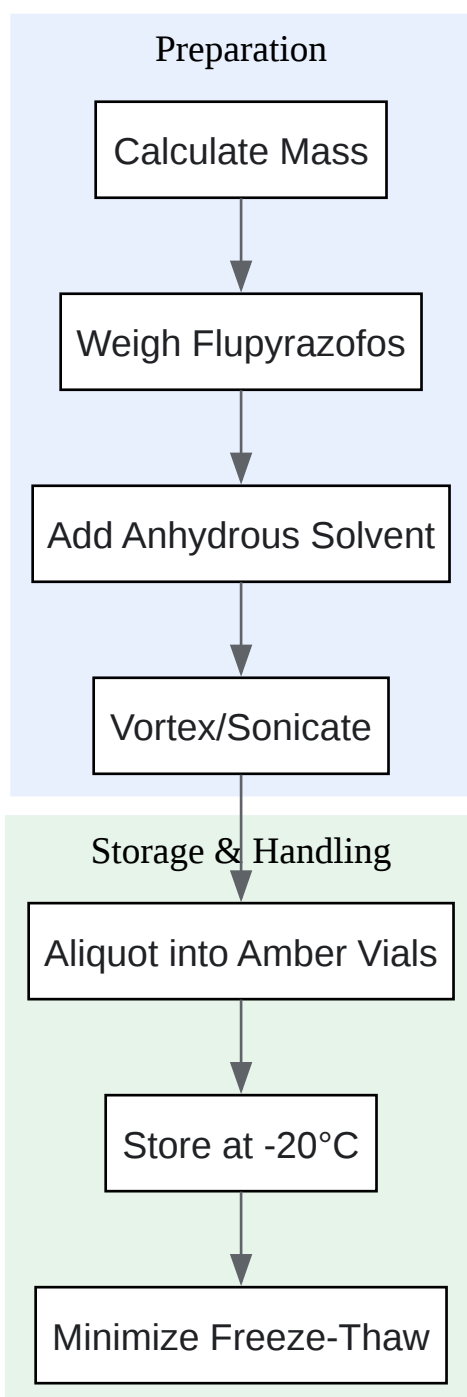 Preparation
Calculate Mass
Weigh Flupyrazofos
Add Anhydrous Solvent
Vortex/Sonicate
Storage & Handling
Aliquot into Amber Vials
Store at -20°C
Minimize Freeze-Thaw